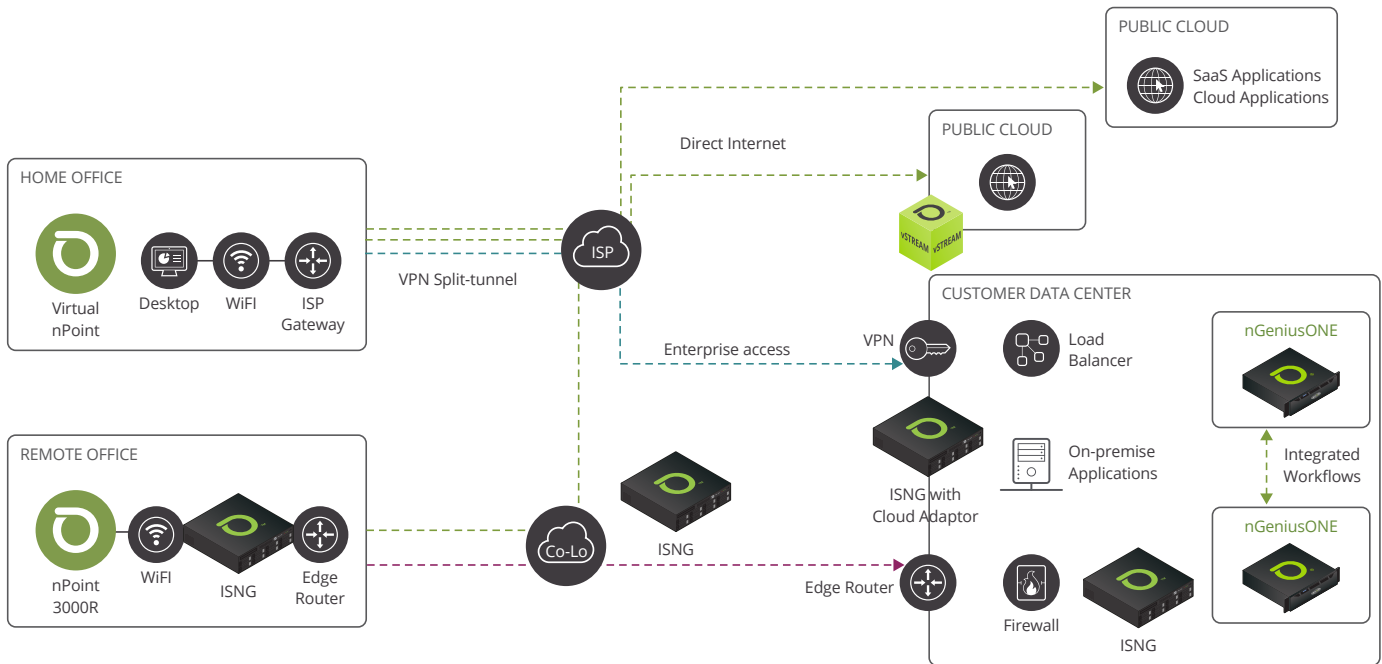 PUBLIC CLOUD
SaaS Applications
Cloud Applications
Direct Internet
PUBLIC CLOUD
vSTREAM
vSTREAM
HOME OFFICE
Virtual
nPoint
Desktop
WiFI
ISP
Gateway
VPN Split-tunnel
ISP
Enterprise access
CUSTOMER DATA CENTER
VPN
Load
Balancer
nGeniusONE
ISNG with
Cloud Adaptor
On-premise
Applications
Integrated
Workflows
nGeniusONE
REMOTE OFFICE
nPoint
3000R
WiFI
ISNG
Edge
Router
Co-Lo
ISNG
Edge Router
Firewall
ISNG